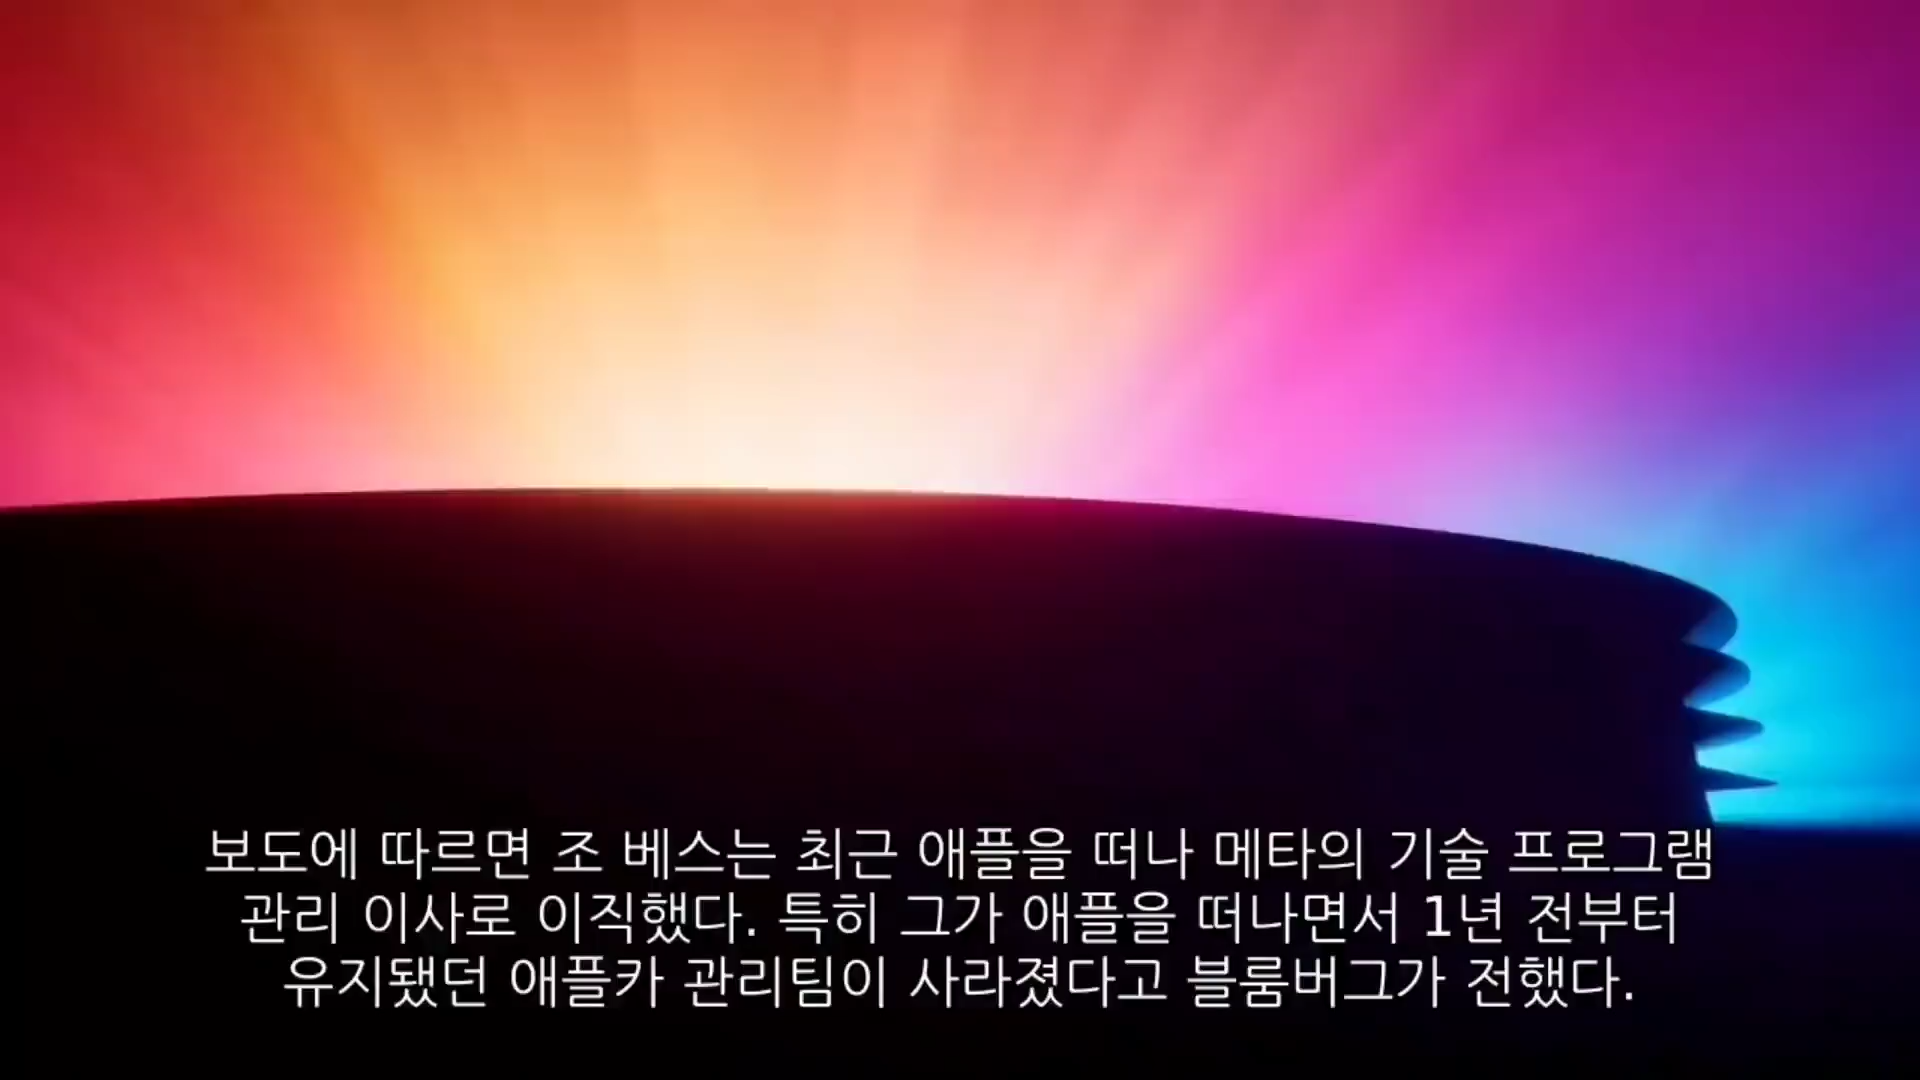 보도에 따르면 조 베스는 최근 애플을 떠나 메타의 기술 프로그램
관리 이사로 이직했다. 특히 그가 애플을 떠나면서 1년 전부터
유지됐던 애플카 관리팀이 사라졌다고 블룸버그가 전했다.